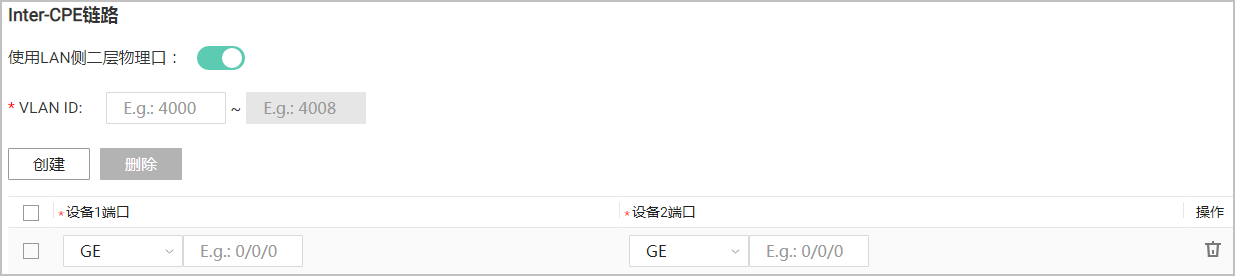 Inter-CPE链路
使用LAN侧二层物理口：
* VLAN ID: E.g.: 4000 ~ E.g.: 4008
创建 删除
*设备1端口 *设备2端口 操作
GE E.g.: 0/0/0 GE E.g.: 0/0/0